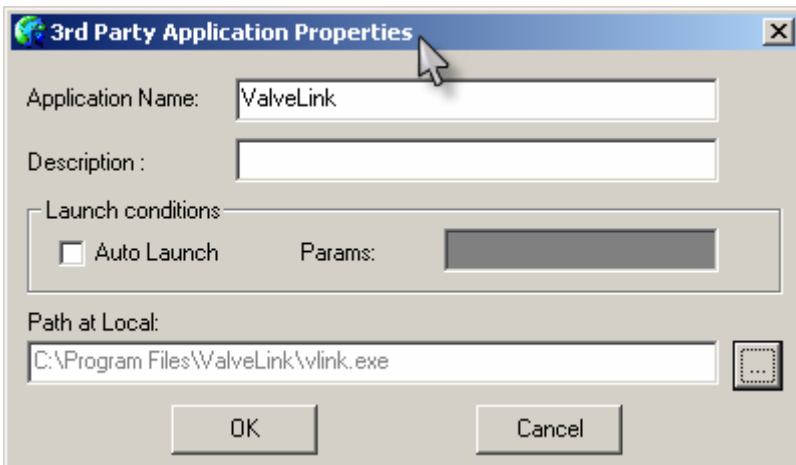 3rd Party Application Properties
Application Name: ValveLink
Description :
Launch conditions
Auto Launch Params:
Path at Local:
C:\Program Files\ValveLink\vlink.exe
...
OK Cancel